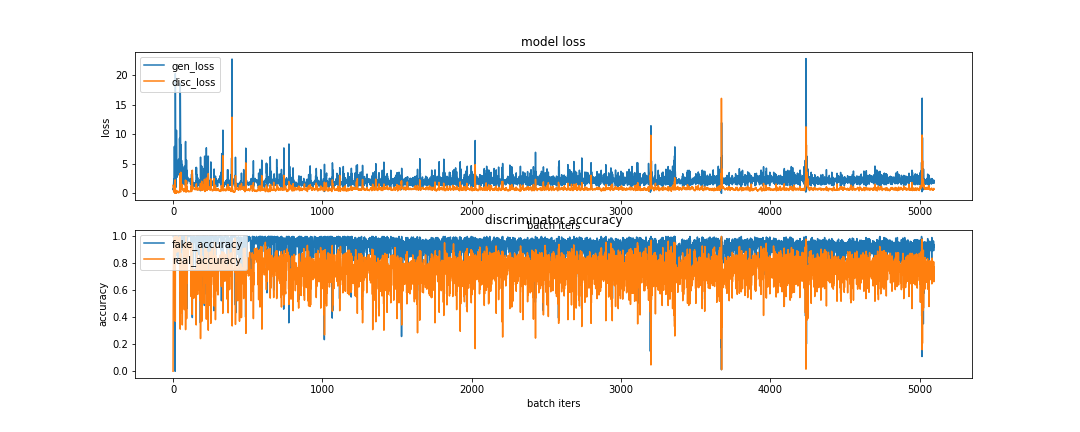 model loss
gen_loss
disc_loss
20
15
10
5
0
loss
0 1000 2000 3000 4000 5000
batch iters
discriminator accuracy
fake_accuracy
real_accuracy
1.0
0.8
0.6
0.4
0.2
0.0
accuracy
0 1000 2000 3000 4000 5000
batch iters